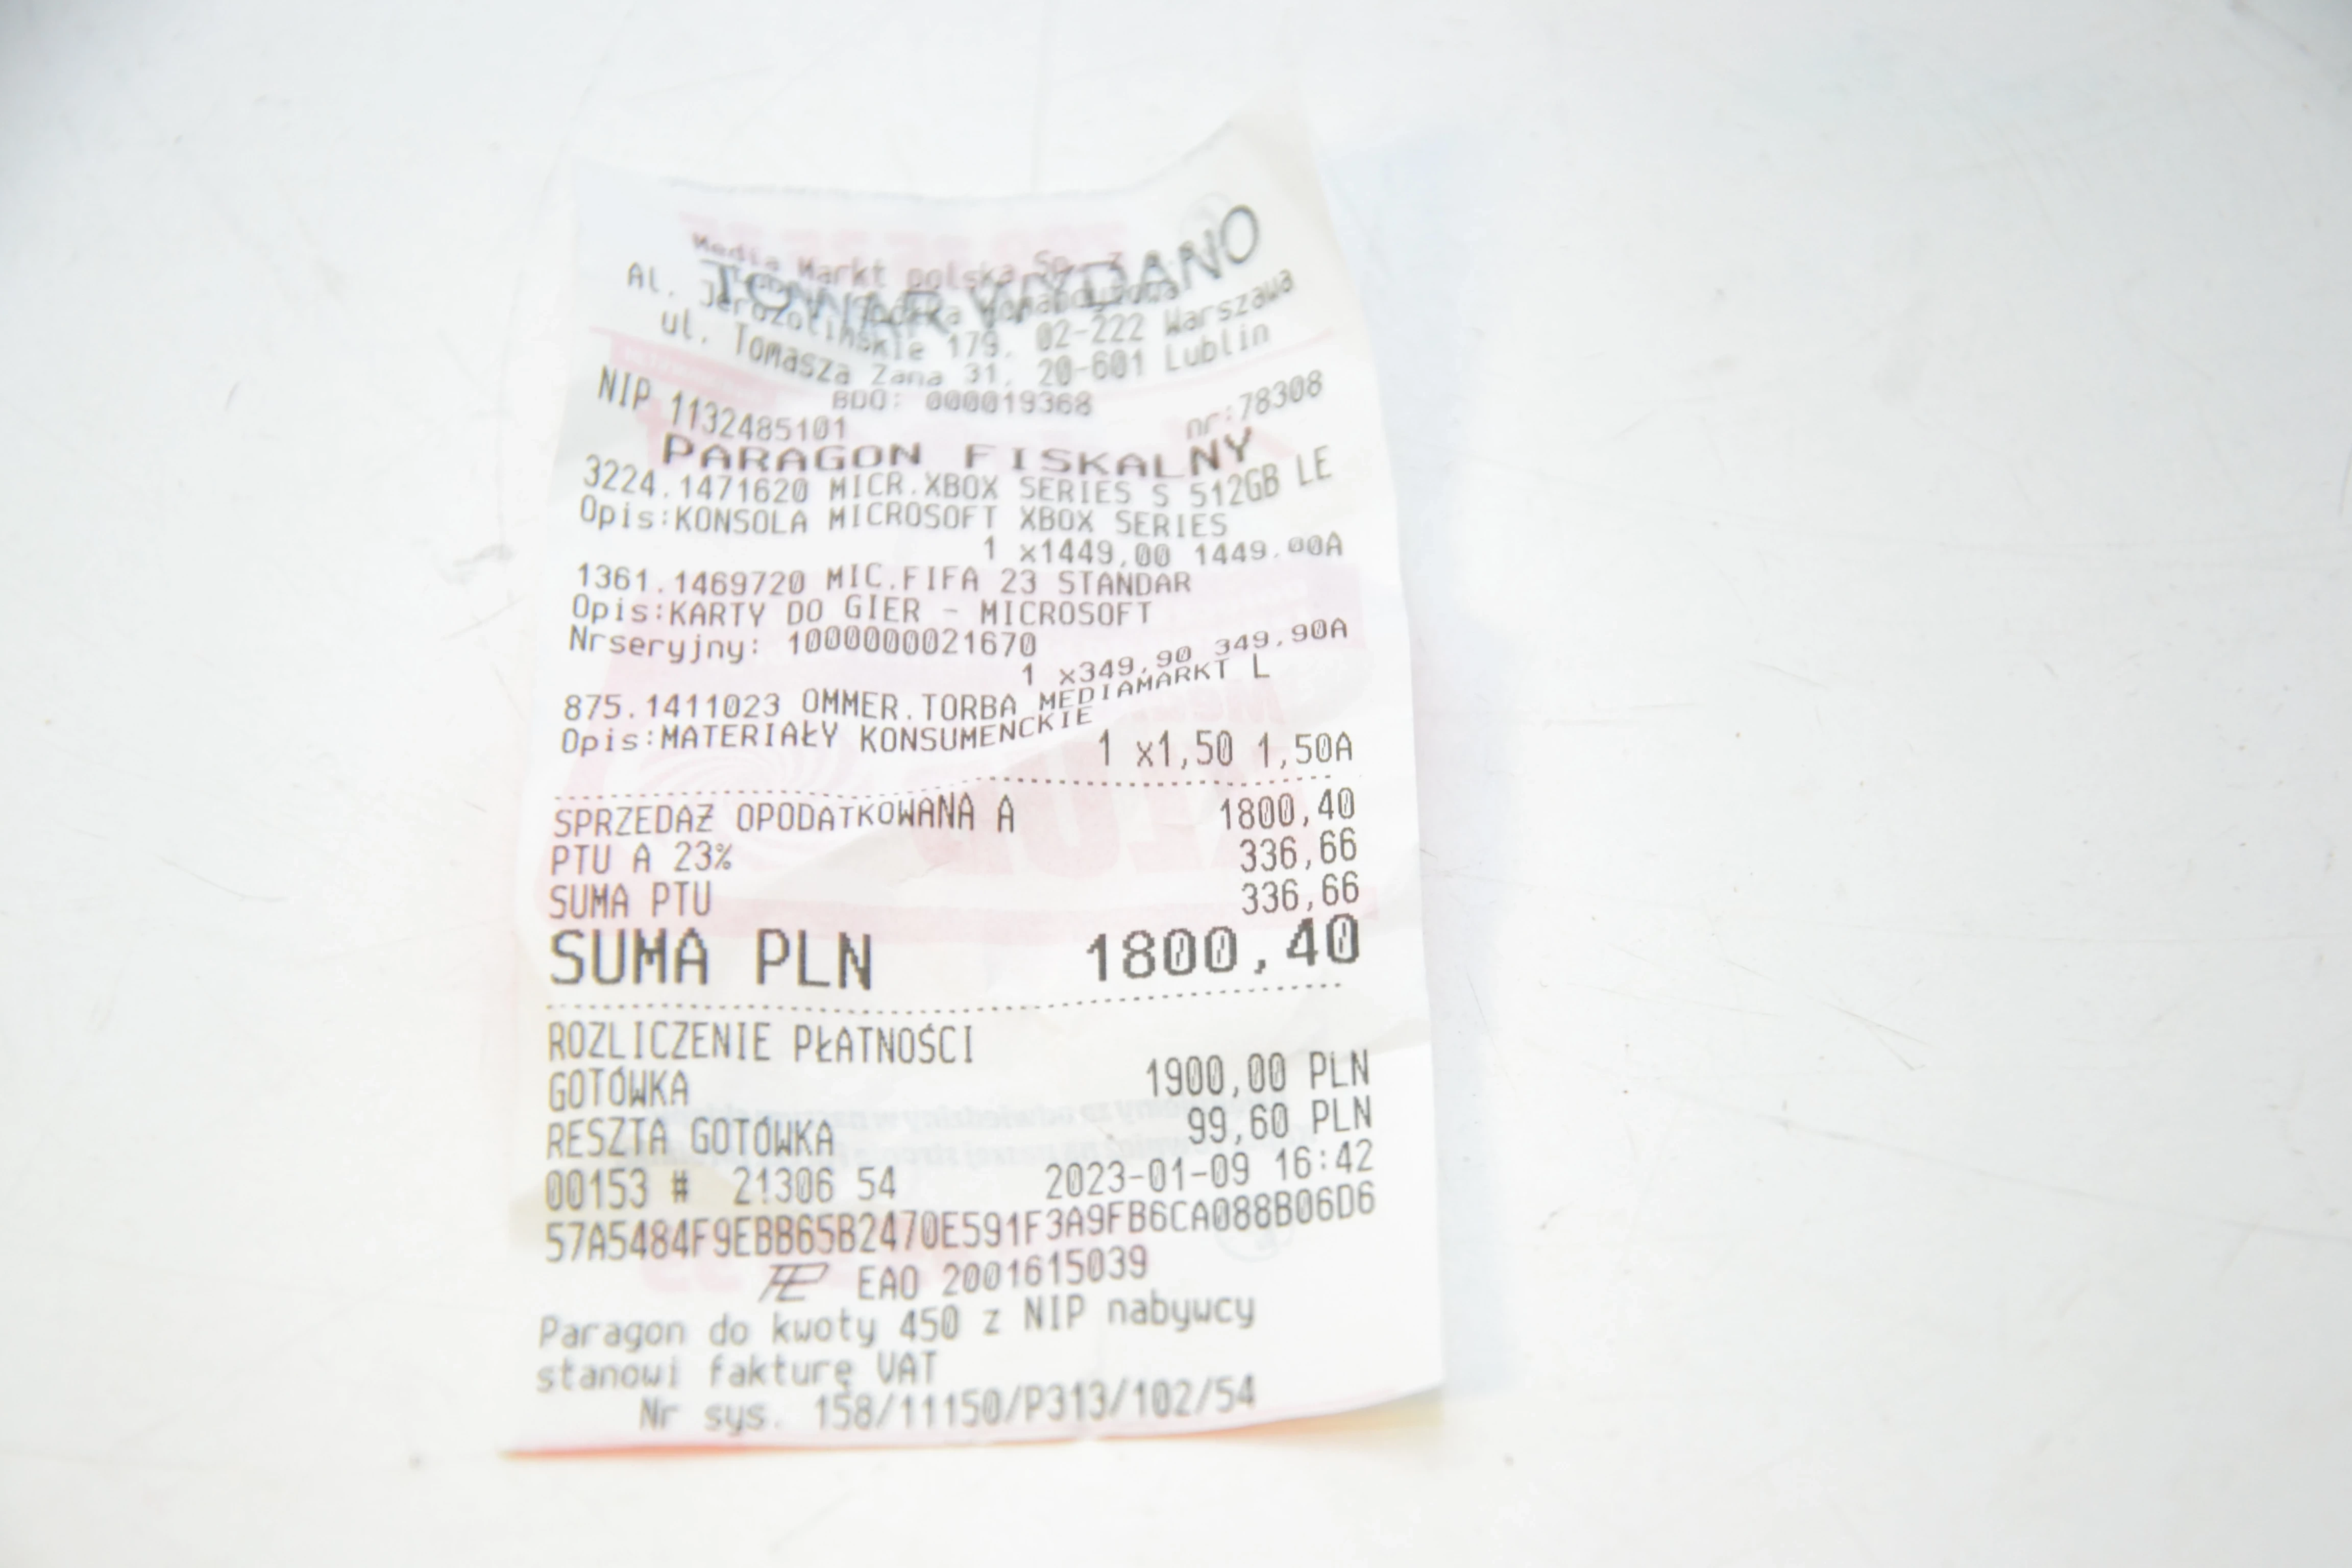 Media Markt polska Sp. z
TOWAR WYDANO
Al. Jerozolimskie 179, 02-222 Warszawa
ul. Tomasza Zana 31, 20-601 Lublin
BDO: 000019368
NIP 1132485101 nr:78308
PARAGON FISKALNY
3224.1471620 MICR.XBOX SERIES S 512GB LE
Opis:KONSOLA MICROSOFT XBOX SERIES
1 x1449,00 1449,00A
1361.1469720 MIC.FIFA 23 STANDAR
Opis:KARTY DO GIER - MICROSOFT
Nrseryjny: 1000000021670
1 x349,90 349,90A
875.1411023 OMMER.TORBA MEDIAMARKT L
Opis:MATERIAŁY KONSUMENCKIE
1 x1,50 1,50A
SPRZEDAŻ OPODATKOWANA A 1800,40
PTU A 23% 336,66
SUMA PTU 336,66
SUMA PLN 1800,40
ROZLICZENIE PŁATNOŚCI
GOTÓWKA 1900,00 PLN
RESZTA GOTÓWKA 99,60 PLN
00153 # 21306 54 2023-01-09 16:42
57A5484F9EBB65B2470E591F3A9FB6CA088B06D6
EAO 2001615039
Paragon do kwoty 450 z NIP nabywcy
stanowi fakturę VAT
Nr sys. 158/11150/P313/102/54